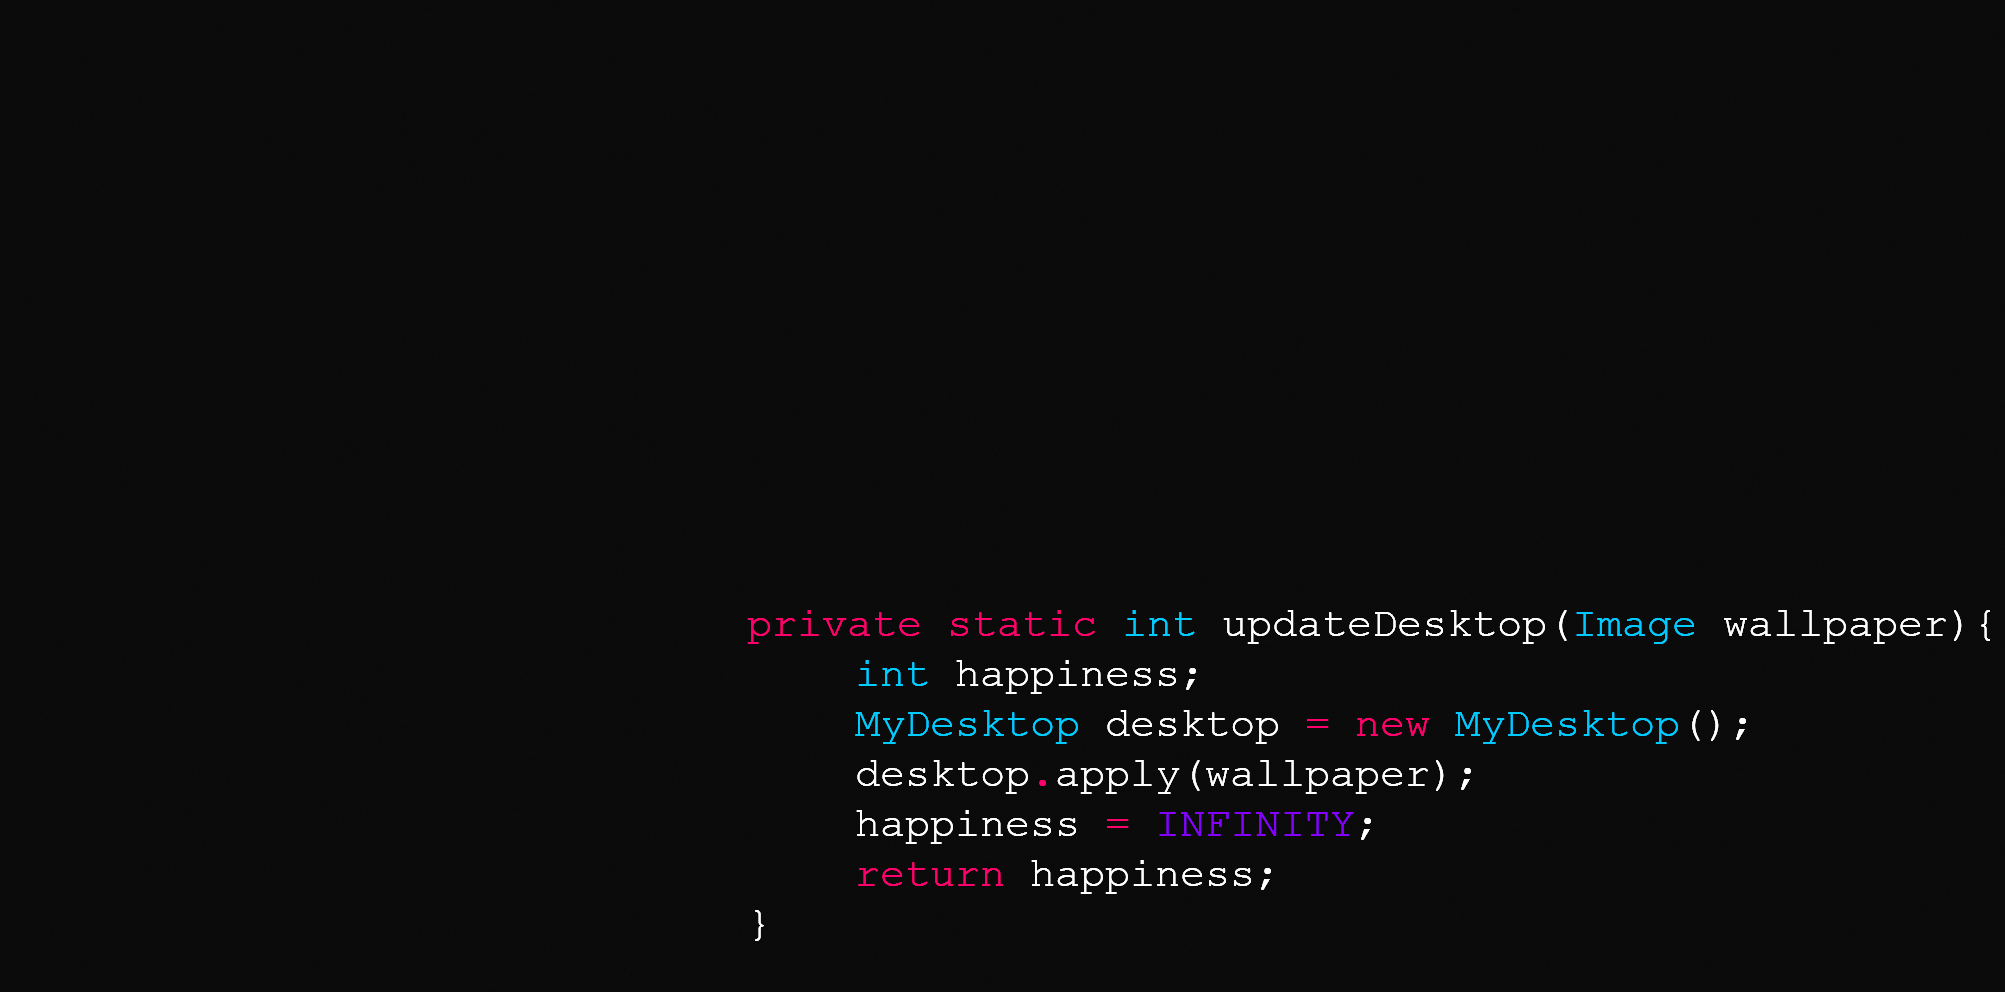 private static int updateDesktop(Image wallpaper){
int happiness;
MyDesktop desktop = new MyDesktop();
desktop.apply(wallpaper);
happiness = INFINITY;
return happiness;
}